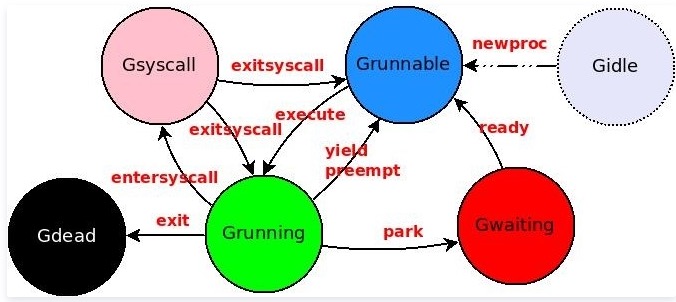 newproc
Gsyscall
exitsyscall
Grunnable
Gidle
execute
exitsyscall
ready
yield
preempt
entersyscall
exit
Gdead
Grunning
park
Gwaiting